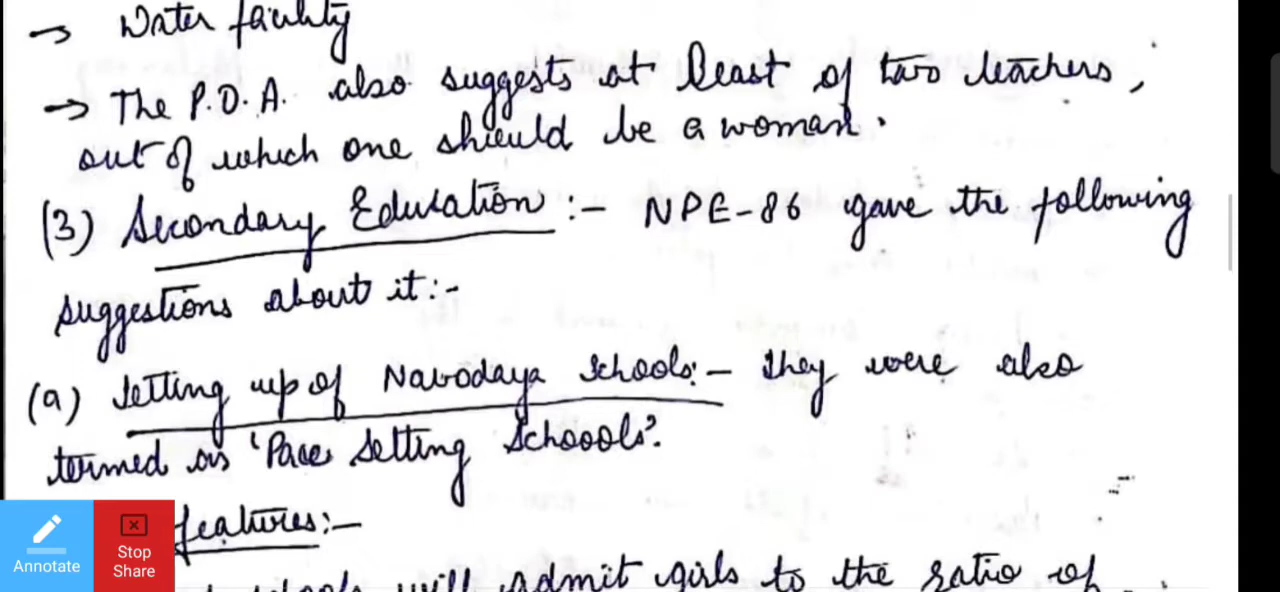 → Water facility
→ The P.O.A. also suggests at least of two teachers,
out of which one should be a woman.
(3) Secondary Education :- NPE-86 gave the following
suggestions about it:-
(a) Setting up of Navodaya Schools:- They were also
termed as 'Pace Setting Schoools'.
features:-
will admit girls to the ratio of
Annotate
Stop
Share